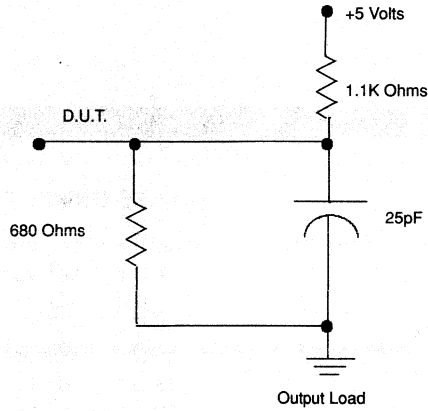 +5 Volts
1.1K Ohms
D.U.T.
25pF
680 Ohms
Output Load